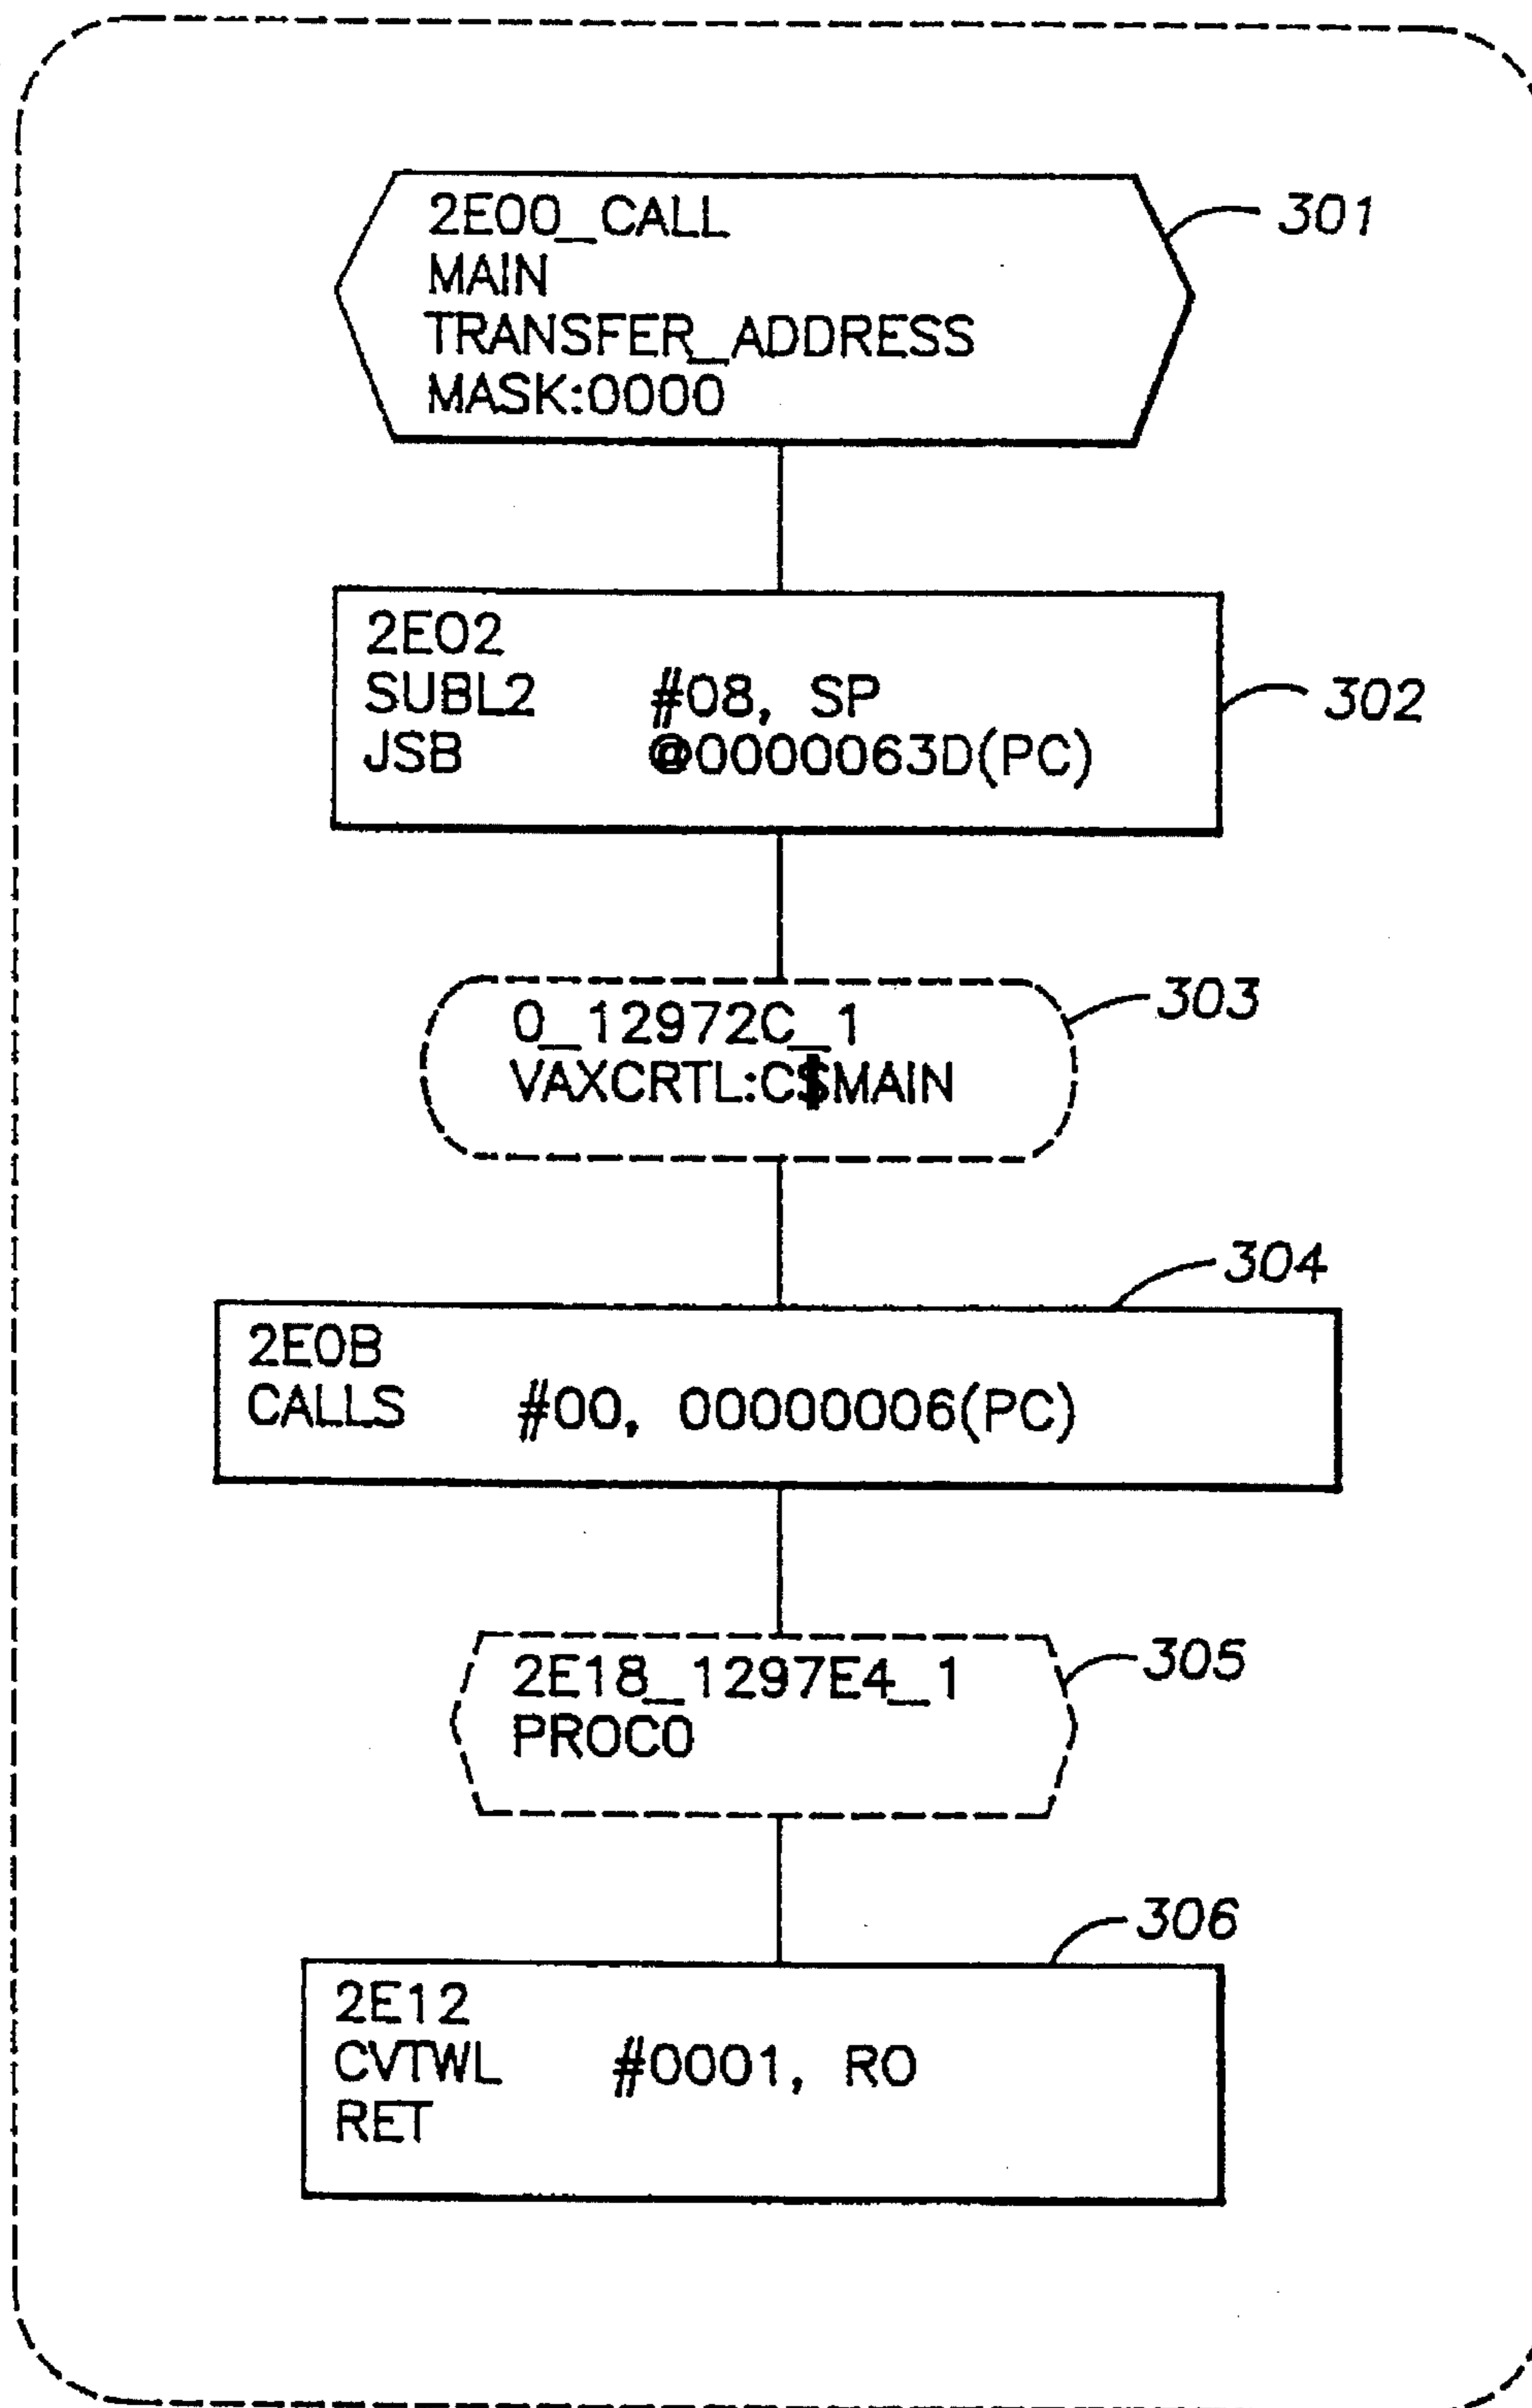 2E00_CALL
MAIN
TRANSFER_ADDRESS
MASK:0000
301
2E02
SUBL2 #08, SP
JSB @0000063D(PC)
302
0_12972C_1
VAXCRTL:C$MAIN
303
304
2E0B
CALLS #00, 00000006(PC)
2E18_1297E4_1
PROC0
305
306
2E12
CVTWL #0001, R0
RET